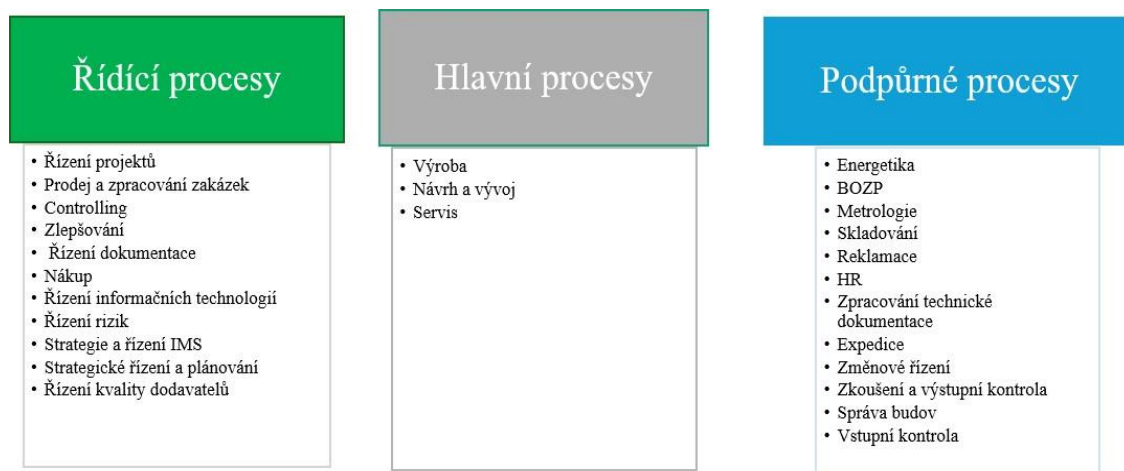 Řídící procesy
• Řízení projektů
• Prodej a zpracování zakázek
• Controlling
• Zlepšování
• Řízení dokumentace
• Nákup
• Řízení informačních technologií
• Řízení rizik
• Strategie a řízení IMS
• Strategické řízení a plánování
• Řízení kvality dodavatelů
Hlavní procesy
• Výroba
• Návrh a vývoj
• Servis
Podpůrné procesy
• Energetika
• BOZP
• Metrologie
• Skladování
• Reklamace
• HR
• Zpracování technické
dokumentace
• Expedice
• Změnové řízení
• Zkoušení a výstupní kontrola
• Správa budov
• Vstupní kontrola